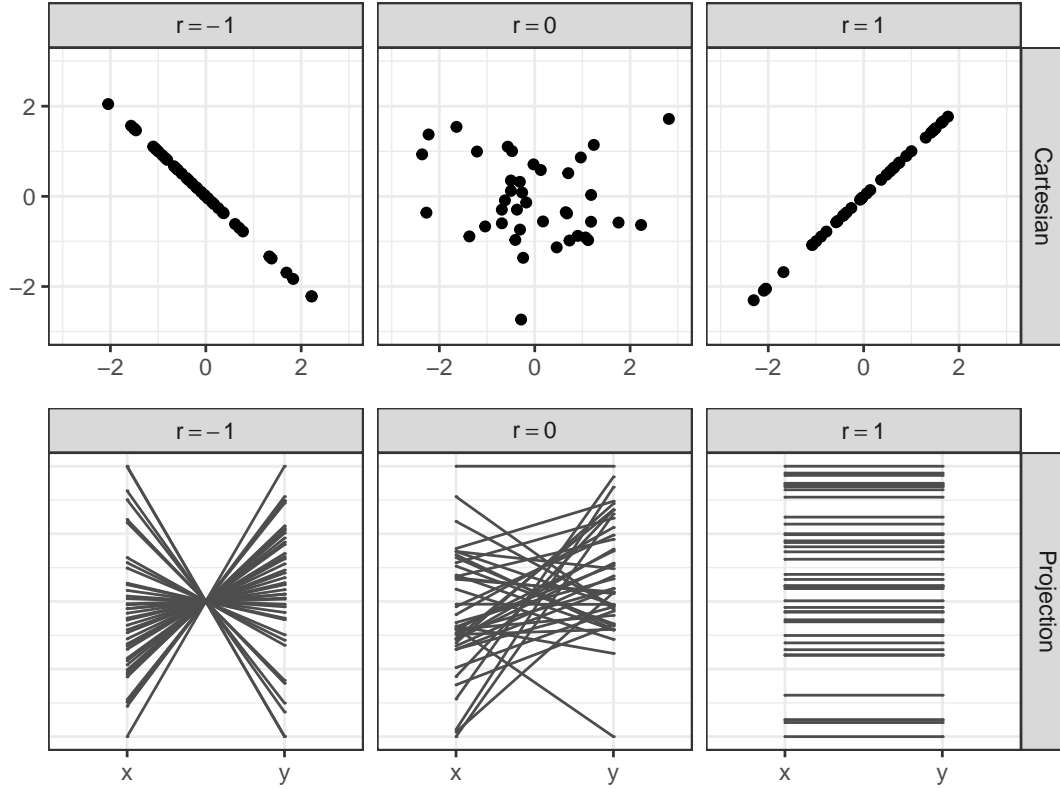 r = − 1
r = 0
r = 1
2
0
−2
Cartesian
−2 0 2
−2 0 2
−2 0 2
r = − 1
r = 0
r = 1
Projection
x y
x y
x y